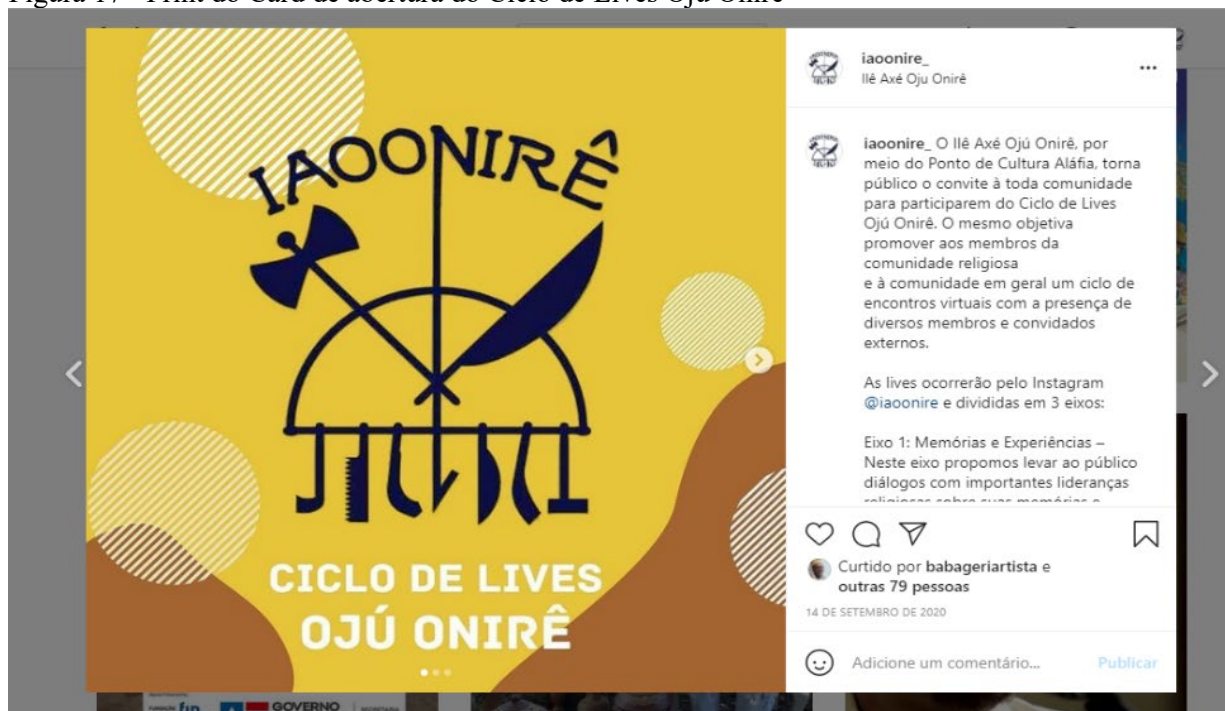 Figura 17 - Print do Card de abertura do Ciclo de Lives Ojú Onirê
IAOONIRÊ
CICLO DE LIVES
OJÚ ONIRÊ
iaoonire_
Ilê Axé Oju Onirê
iaoonire_ O Ilê Axé Ojú Onirê, por
meio do Ponto de Cultura Aláfia, torna
público o convite à toda comunidade
para participarem do Ciclo de Lives
Ojú Onirê. O mesmo objetiva
promover aos membros da
comunidade religiosa
e à comunidade em geral um ciclo de
encontros virtuais com a presença de
diversos membros e convidados
externos.
As lives ocorrerão pelo Instagram
@iaoonire e divididas em 3 eixos:
Eixo 1: Memórias e Experiências –
Neste eixo propomos levar ao público
diálogos com importantes lideranças
religiosas sobre suas memórias e
Curtido por babageriartista e
outras 79 pessoas
14 DE SETEMBRO DE 2020
Adicione um comentário... Publicar
GOVERNO